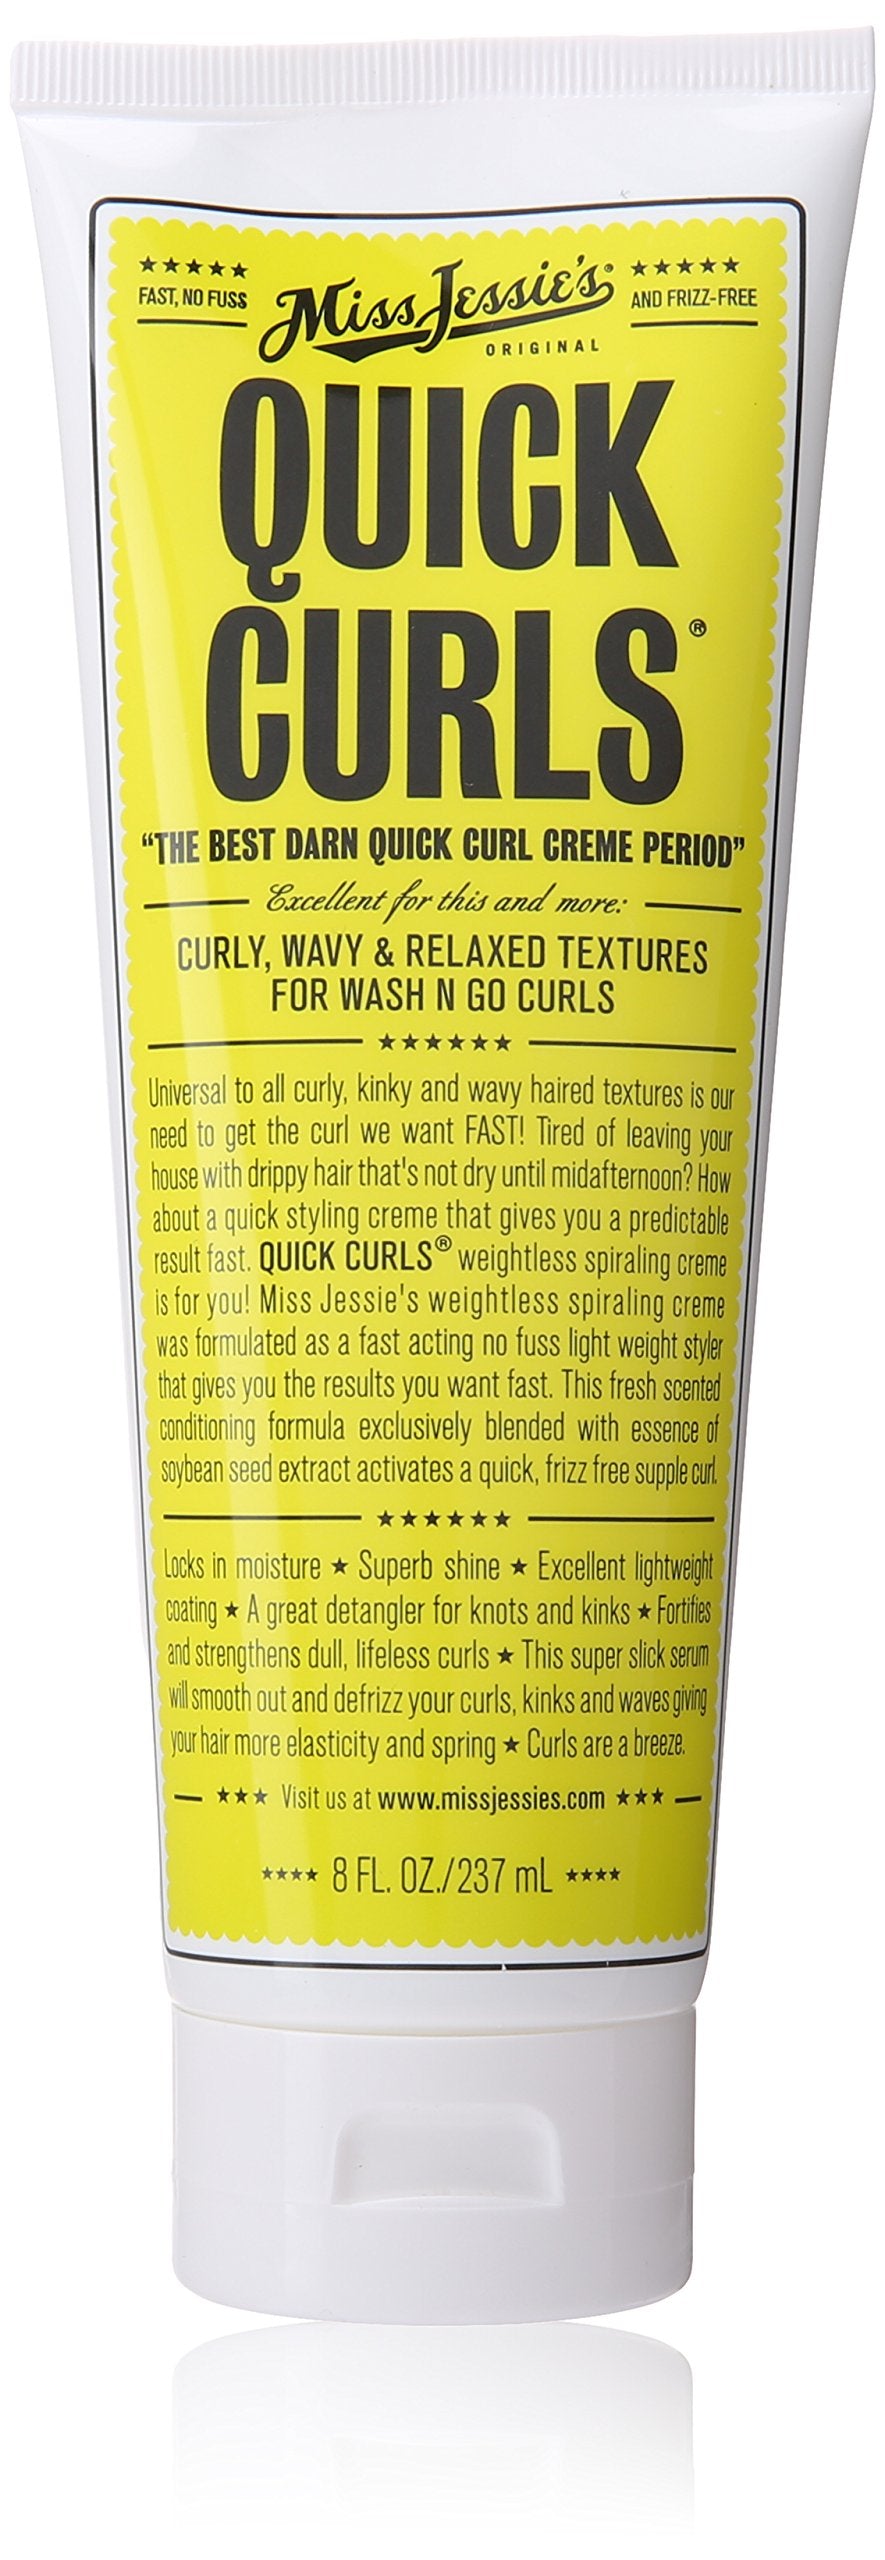 ★★★★★ Miss Jessie's® ★★★★★
FAST, NO FUSS AND FRIZZ-FREE
ORIGINAL
QUICK
CURLS®
“THE BEST DARN QUICK CURL CREME PERIOD”
Excellent for this and more:
CURLY, WAVY & RELAXED TEXTURES
FOR WASH N GO CURLS
★★★★★★
Universal to all curly, kinky and wavy haired textures is our
need to get the curl we want FAST! Tired of leaving your
house with drippy hair that's not dry until midafternoon? How
about a quick styling creme that gives you a predictable
result fast. QUICK CURLS® weightless spiraling creme
is for you! Miss Jessie's weightless spiraling creme
was formulated as a fast acting no fuss light weight styler
that gives you the results you want fast. This fresh scented
conditioning formula exclusively blended with essence of
soybean seed extract activates a quick, frizz free supple curl.
★★★★★★
Locks in moisture ★ Superb shine ★ Excellent lightweight
coating ★ A great detangler for knots and kinks ★ Fortifies
and strengthens dull, lifeless curls ★ This super slick serum
will smooth out and defrizz your curls, kinks and waves giving
your hair more elasticity and spring ★ Curls are a breeze.
★★★ Visit us at www.missjessies.com ★★★
★★★★ 8 FL. OZ./237 mL ★★★★